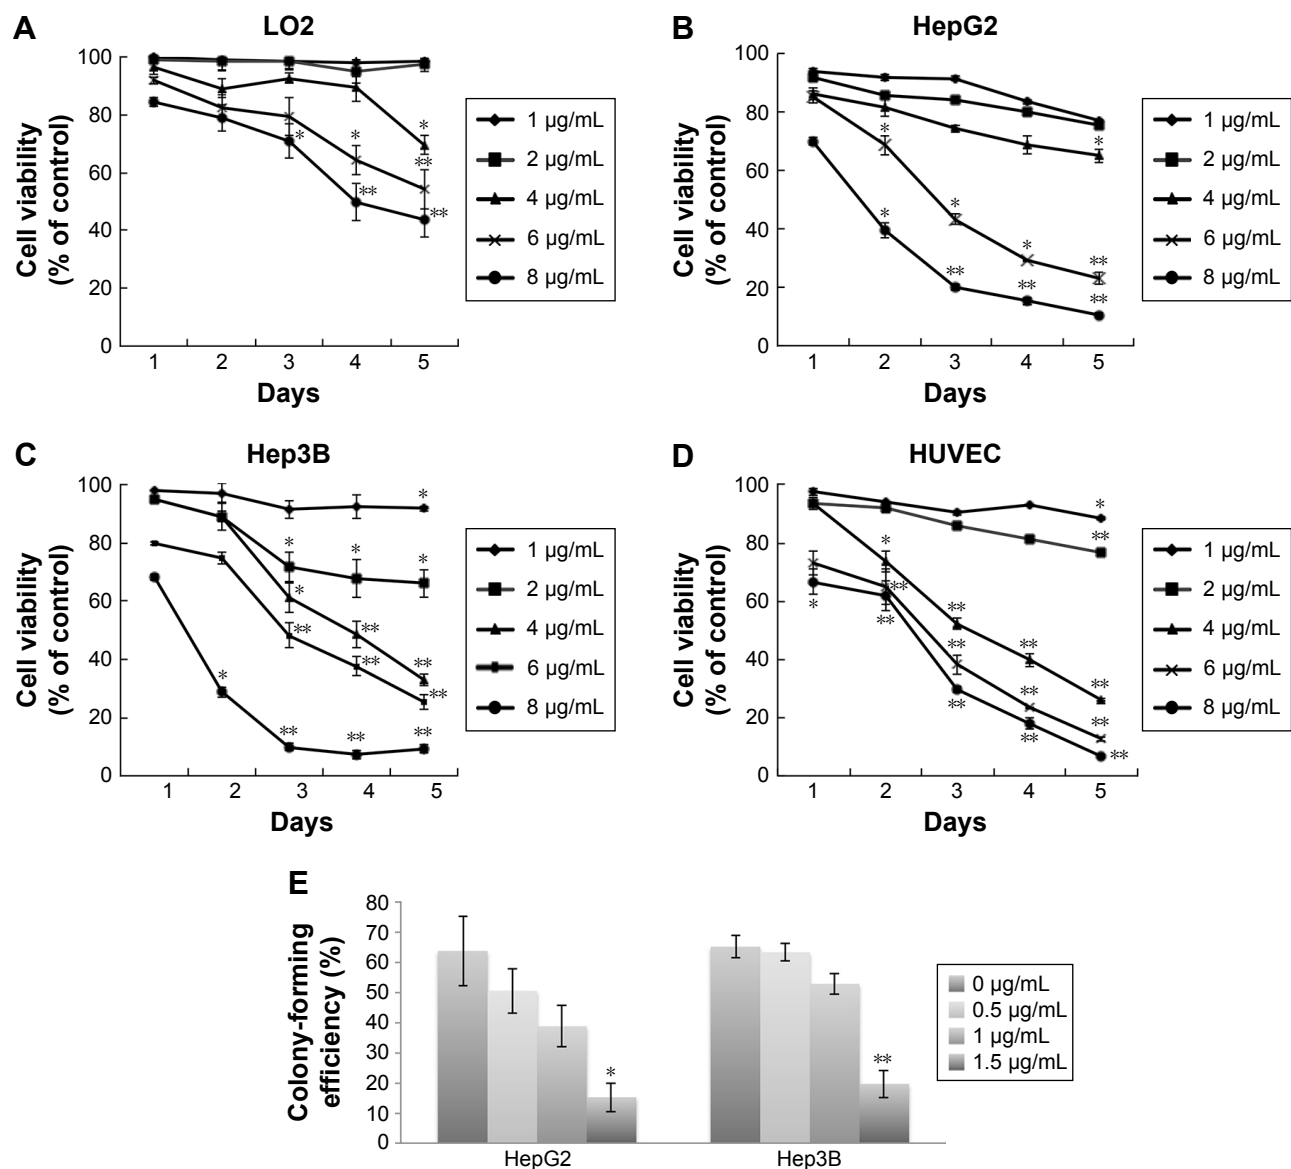 A
LO2
100
80
60
40
20
0
Cell viability
(% of control)
*
*
*
**
**
**
1 2 3 4 5
Days
1 µg/mL
2 µg/mL
4 µg/mL
6 µg/mL
8 µg/mL
B
HepG2
100
80
60
40
20
0
Cell viability
(% of control)
*
*
*
*
*
**
**
**
**
1 2 3 4 5
Days
1 µg/mL
2 µg/mL
4 µg/mL
6 µg/mL
8 µg/mL
C
Hep3B
100
80
60
40
20
0
Cell viability
(% of control)
*
* * *
*
** **
** ** **
*
** ** **
1 2 3 4 5
Days
1 µg/mL
2 µg/mL
4 µg/mL
6 µg/mL
8 µg/mL
D
HUVEC
100
80
60
40
20
0
Cell viability
(% of control)
*
**
* ** ** **
** ** ** **
* ** ** ** **
1 2 3 4 5
Days
1 µg/mL
2 µg/mL
4 µg/mL
6 µg/mL
8 µg/mL
E
80
70
60
50
40
30
20
10
0
Colony-forming
efficiency (%)
* **
HepG2 Hep3B
0 µg/mL
0.5 µg/mL
1 µg/mL
1.5 µg/mL